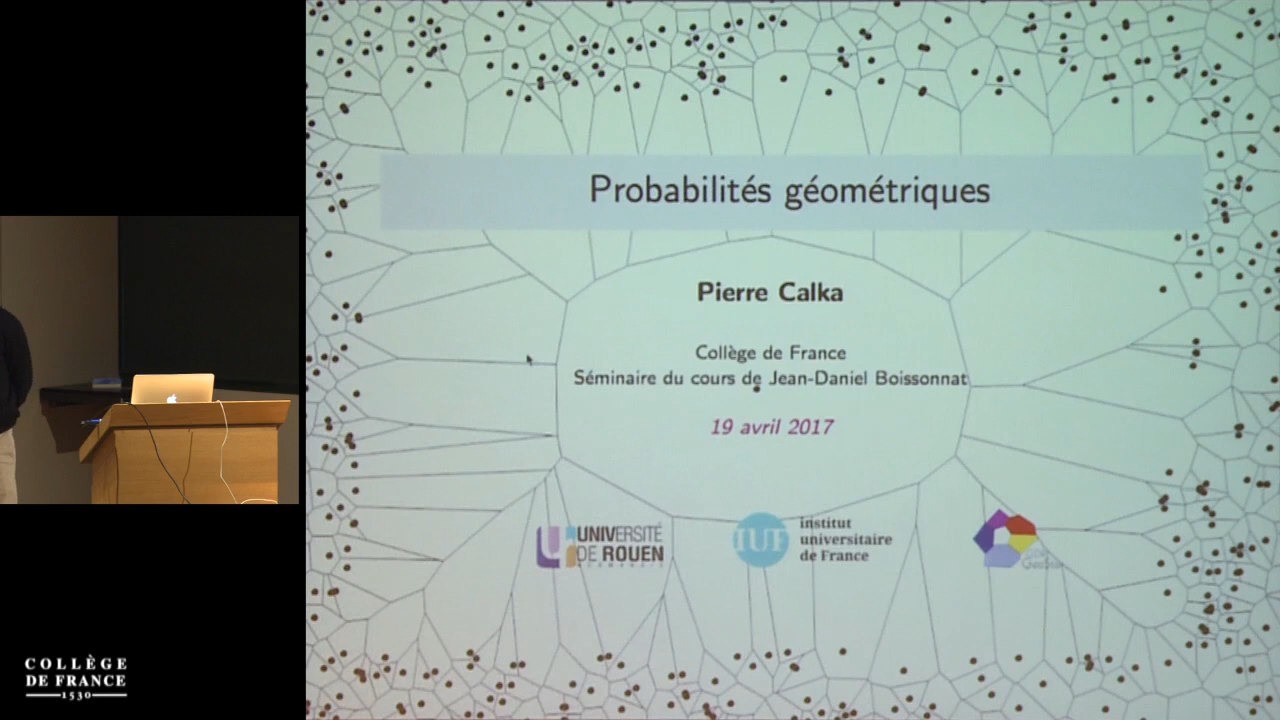 Probabilités géométriques
Pierre Calka
Collège de France
Séminaire du cours de Jean-Daniel Boissonnat
19 avril 2017
UNIVERSITÉ
DE ROUEN
IUF
institut
universitaire
de France
COLLÈGE
DE FRANCE
1530